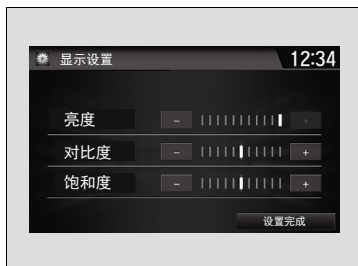 显示设置 12:34
亮度 - +
对比度 - +
饱和度 - +
设置完成